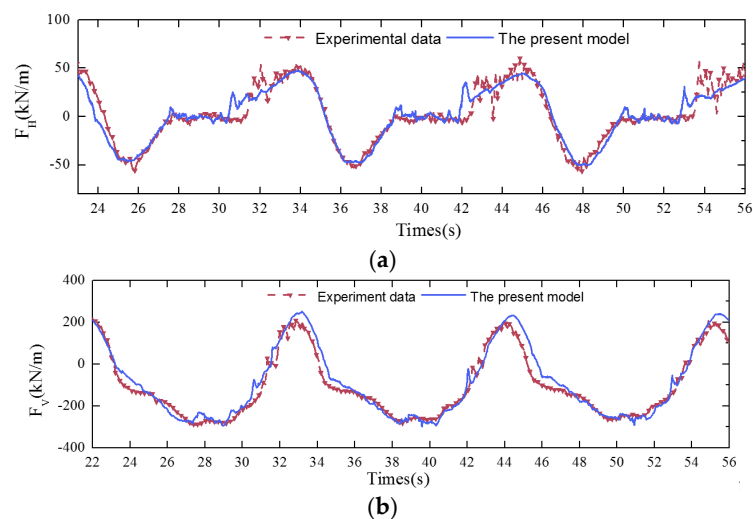 100
50
0
-50
F_H(kN/m)
Experimental data
The present model
24 26 28 30 32 34 36 38 40 42 44 46 48 50 52 54 56
Times(s)
(a)
400
200
0
-200
-400
F_V(kN/m)
Experiment data
The present model
22 24 26 28 30 32 34 36 38 40 42 44 46 48 50 52 54 56
Times(s)
(b)